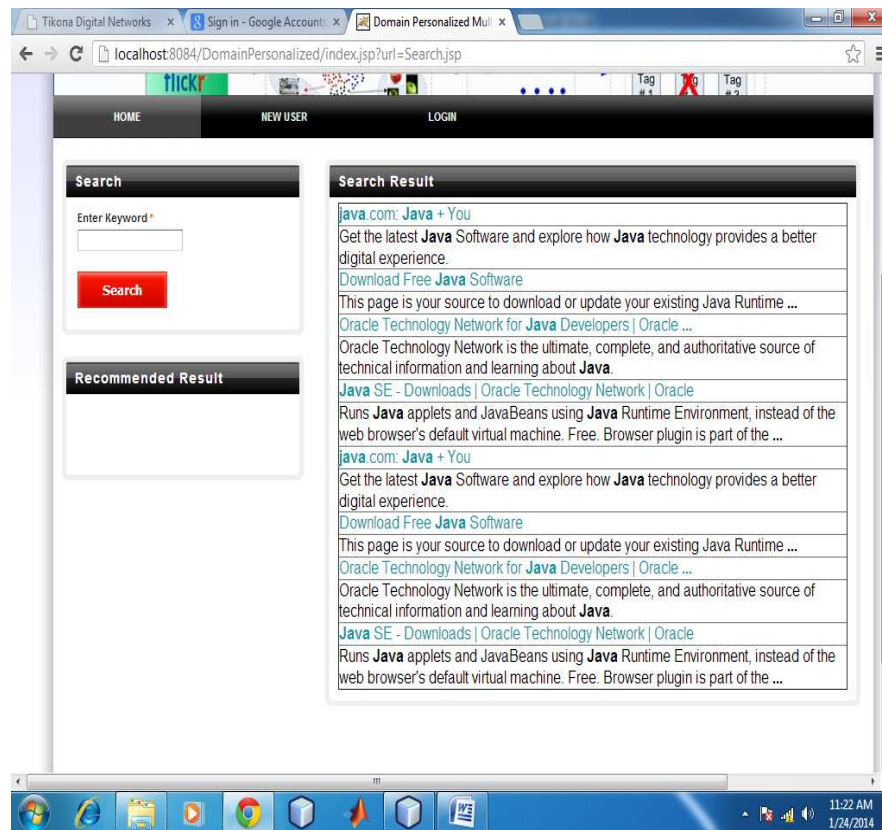 Tikona Digital Networks
Sign in - Google Account
Domain Personalized Mul
localhost:8084/DomainPersonalized/index.jsp?url=Search.jsp
flickr
Tag
Tag
HOME
NEW USER
LOGIN
Search
Enter Keyword *
Search
Recommended Result
Search Result
java.com: Java + You
Get the latest Java Software and explore how Java technology provides a better
digital experience.
Download Free Java Software
This page is your source to download or update your existing Java Runtime ...
Oracle Technology Network for Java Developers | Oracle ...
Oracle Technology Network is the ultimate, complete, and authoritative source of
technical information and learning about Java.
Java SE - Downloads | Oracle Technology Network | Oracle
Runs Java applets and JavaBeans using Java Runtime Environment, instead of the
web browser's default virtual machine. Free. Browser plugin is part of the ...
java.com: Java + You
Get the latest Java Software and explore how Java technology provides a better
digital experience.
Download Free Java Software
This page is your source to download or update your existing Java Runtime ...
Oracle Technology Network for Java Developers | Oracle ...
Oracle Technology Network is the ultimate, complete, and authoritative source of
technical information and learning about Java.
Java SE - Downloads | Oracle Technology Network | Oracle
Runs Java applets and JavaBeans using Java Runtime Environment, instead of the
web browser's default virtual machine. Free. Browser plugin is part of the ...
11:22 AM
1/24/2014